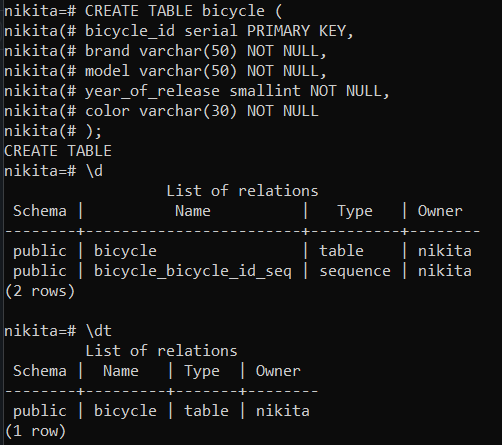 nikita=# CREATE TABLE bicycle (
nikita(# bicycle_id serial PRIMARY KEY,
nikita(# brand varchar(50) NOT NULL,
nikita(# model varchar(50) NOT NULL,
nikita(# year_of_release smallint NOT NULL,
nikita(# color varchar(30) NOT NULL
nikita(# );
CREATE TABLE
nikita=# \d
                  List of relations
 Schema |          Name          |   Type   | Owner
--------+------------------------+----------+--------
 public | bicycle                | table    | nikita
 public | bicycle_bicycle_id_seq | sequence | nikita
(2 rows)

nikita=# \dt
         List of relations
 Schema |  Name   | Type  | Owner
--------+---------+-------+--------
 public | bicycle | table | nikita
(1 row)